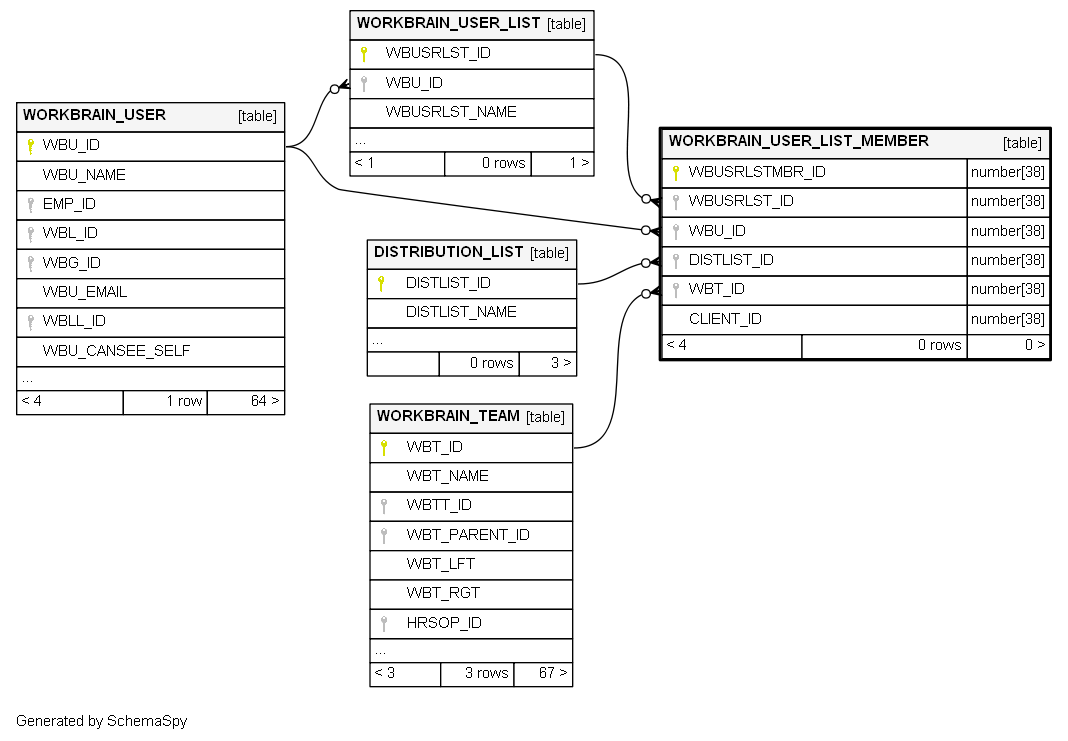 WORKBRAIN_USER_LIST [table]
WBUSRLST_ID
WBU_ID
WBUSRLST_NAME
...
< 1 0 rows 1 >
WORKBRAIN_USER [table]
WBU_ID
WBU_NAME
EMP_ID
WBL_ID
WBG_ID
WBU_EMAIL
WBLL_ID
WBU_CANSEE_SELF
...
< 4 1 row 64 >
WORKBRAIN_USER_LIST_MEMBER [table]
WBUSRLSTMBR_ID number[38]
WBUSRLST_ID number[38]
WBU_ID number[38]
DISTLIST_ID number[38]
WBT_ID number[38]
CLIENT_ID number[38]
< 4 0 rows 0 >
DISTRIBUTION_LIST [table]
DISTLIST_ID
DISTLIST_NAME
...
0 rows 3 >
WORKBRAIN_TEAM [table]
WBT_ID
WBT_NAME
WBTT_ID
WBT_PARENT_ID
WBT_LFT
WBT_RGT
HRSOP_ID
...
< 3 3 rows 67 >
Generated by SchemaSpy